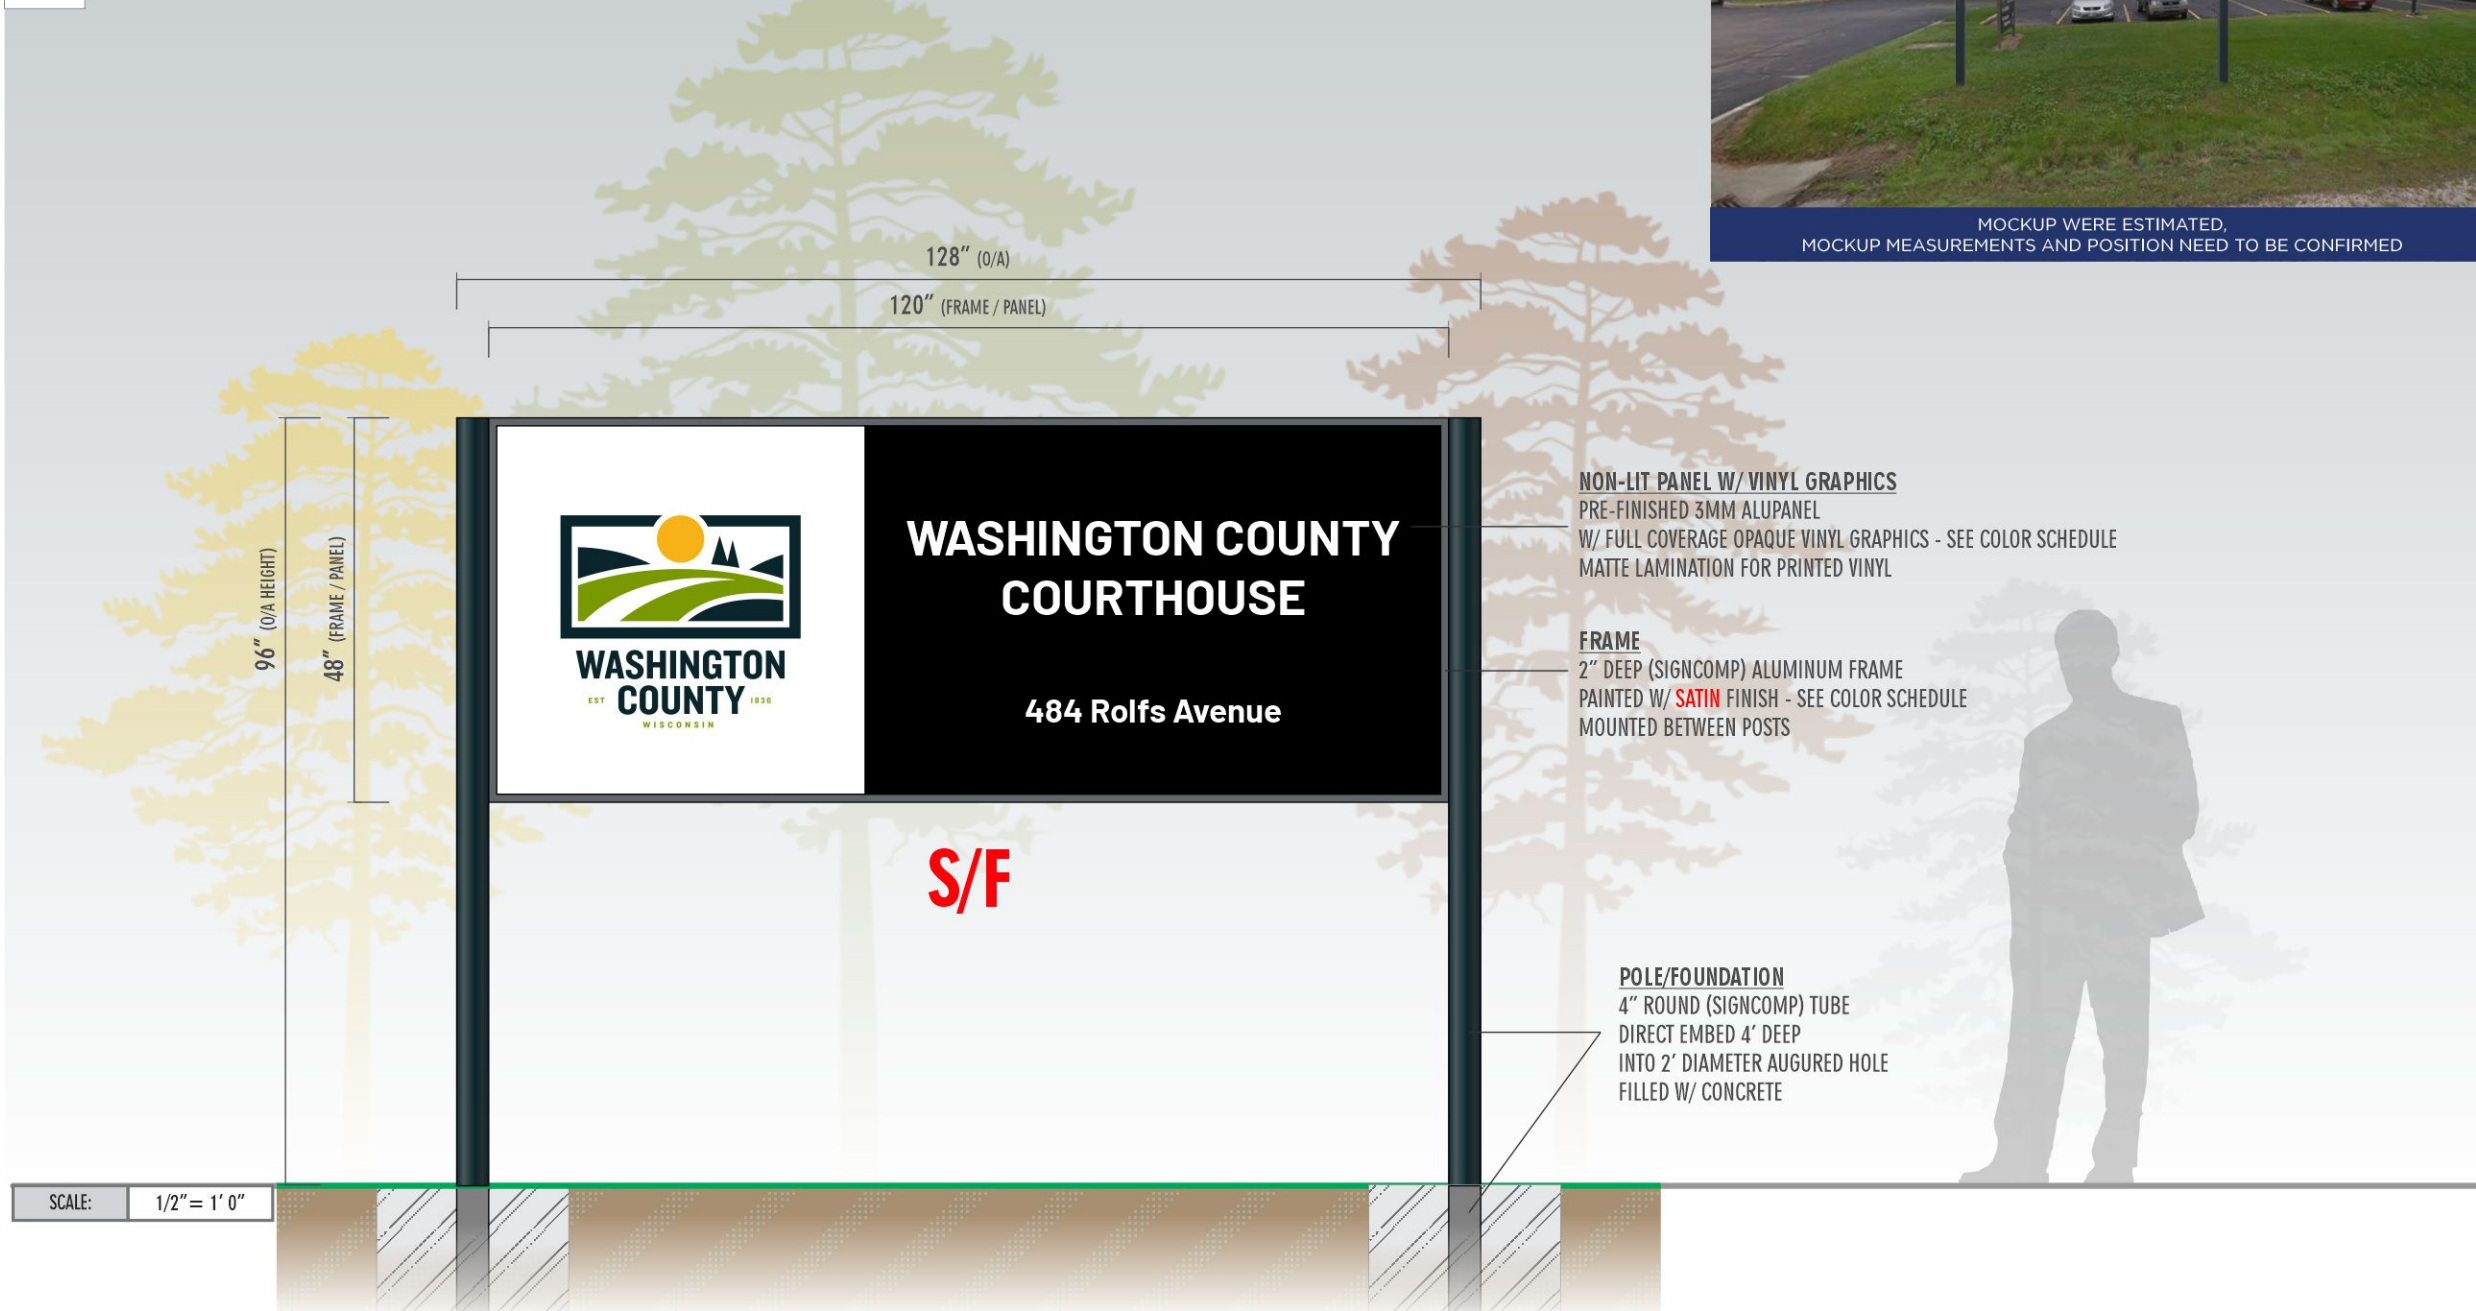 MOCKUP WERE ESTIMATED,
MOCKUP MEASUREMENTS AND POSITION NEED TO BE CONFIRMED
128" (O/A)
120" (FRAME / PANEL)
96" (O/A HEIGHT)
48" (FRAME / PANEL)
WASHINGTON
COUNTY
EST 1836
WISCONSIN
WASHINGTON COUNTY
COURTHOUSE
484 Rolfs Avenue
S/F
NON-LIT PANEL W/ VINYL GRAPHICS
PRE-FINISHED 3MM ALUPANEL
W/ FULL COVERAGE OPAQUE VINYL GRAPHICS - SEE COLOR SCHEDULE
MATTE LAMINATION FOR PRINTED VINYL
FRAME
2" DEEP (SIGNCOMP) ALUMINUM FRAME
PAINTED W/ SATIN FINISH - SEE COLOR SCHEDULE
MOUNTED BETWEEN POSTS
POLE/FOUNDATION
4" ROUND (SIGNCOMP) TUBE
DIRECT EMBED 4' DEEP
INTO 2' DIAMETER AUGURED HOLE
FILLED W/ CONCRETE
SCALE: 1/2"= 1' 0"